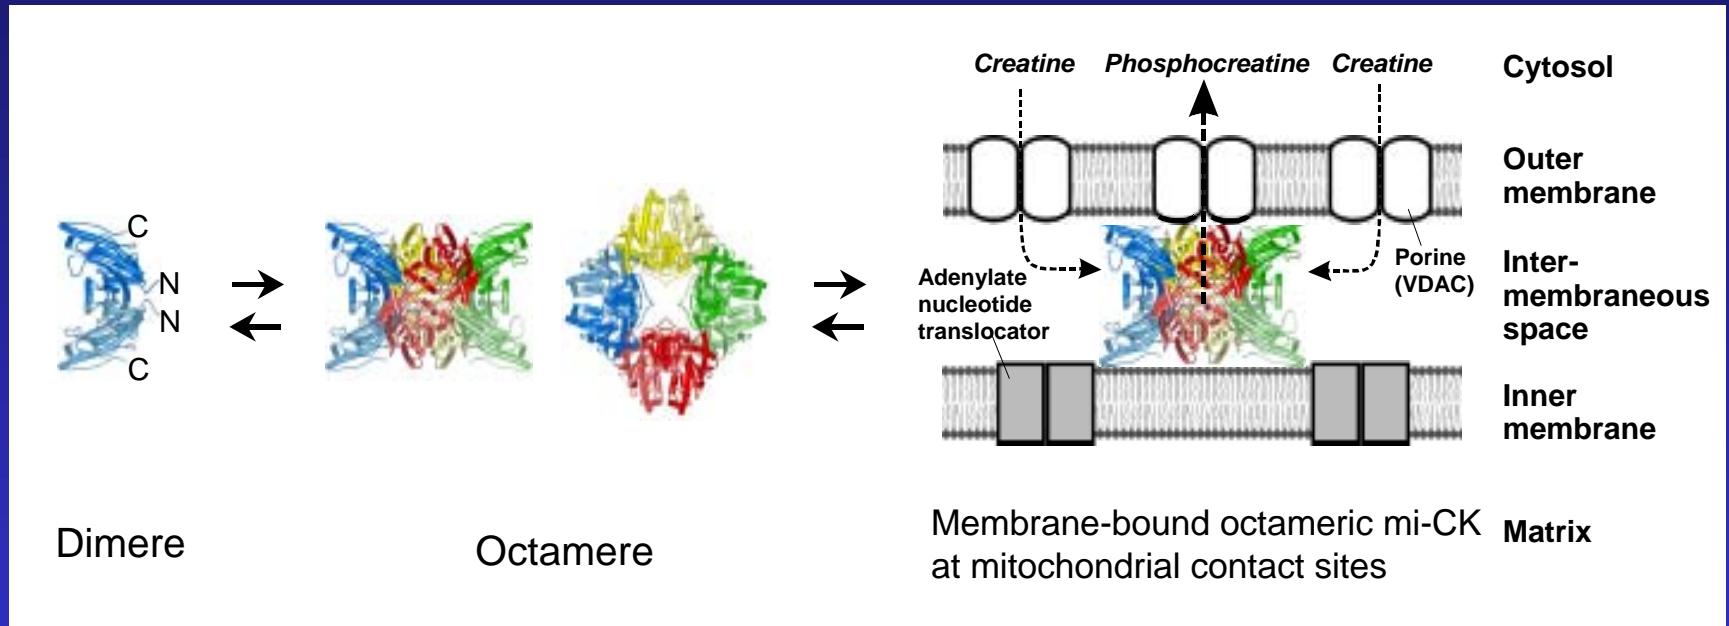 Creatine Phosphocreatine Creatine
Cytosol
Outer
membrane
Porine
(VDAC)
Inter-
membraneous
space
Adenylate
nucleotide
translocator
Inner
membrane
C
N
N
C
Dimere
Octamere
Membrane-bound octameric mi-CK
at mitochondrial contact sites
Matrix